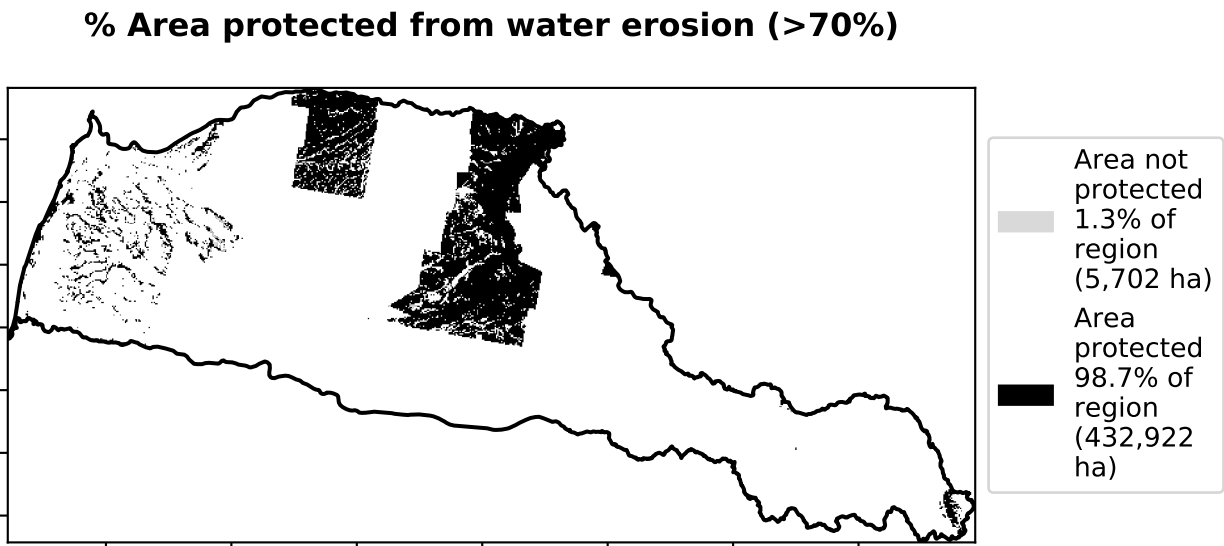 % Area protected from water erosion (>70%)
Area not
protected
1.3% of
region
(5,702 ha)
Area
protected
98.7% of
region
(432,922
ha)